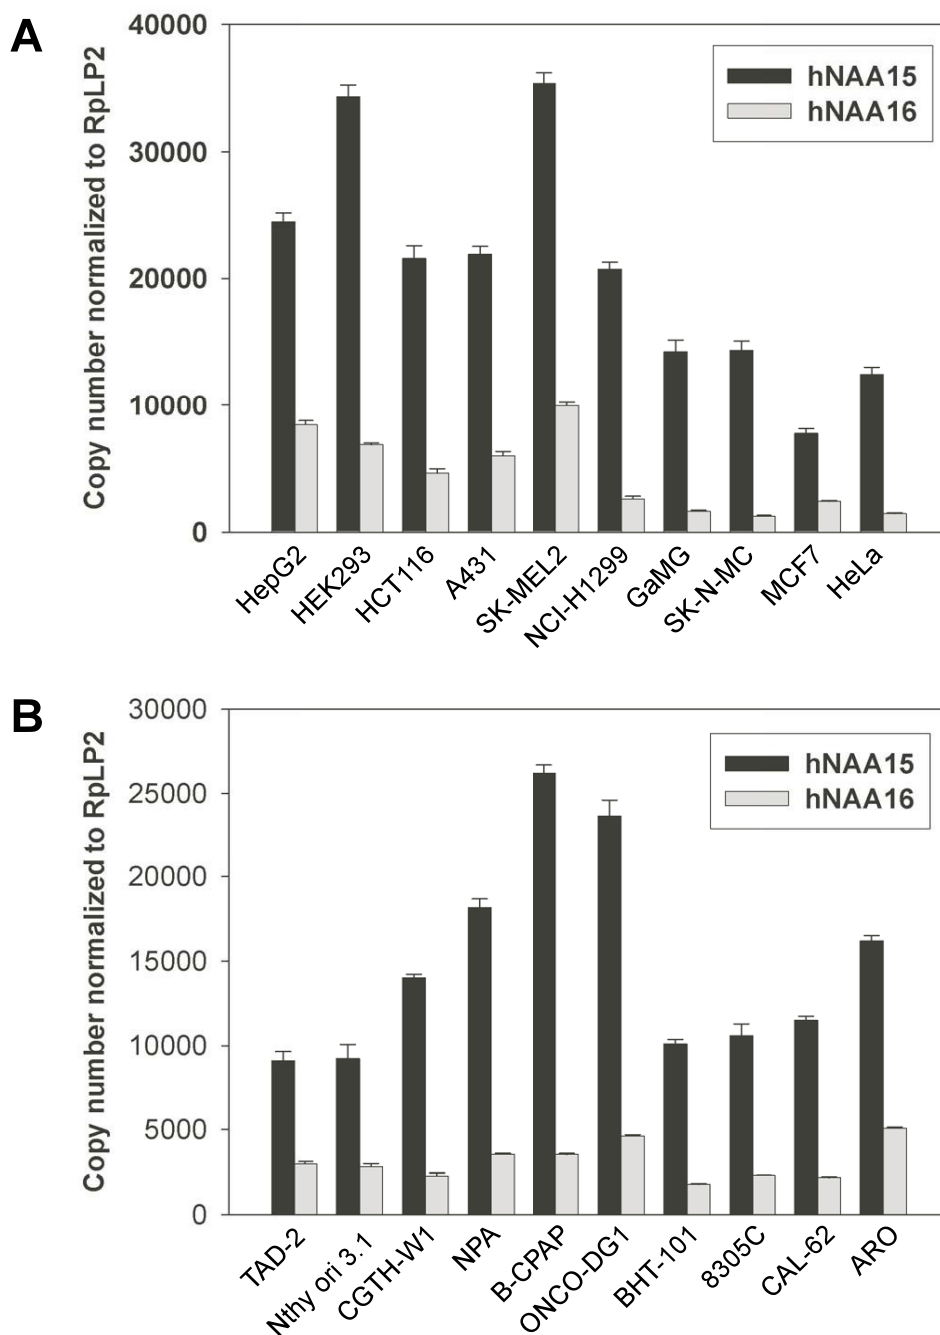 A
Copy number normalized to RpLP2
40000
30000
20000
10000
0
hNAA15
hNAA16
HepG2
HEK293
HCT116
A431
SK-MEL2
NCI-H1299
GaMG
SK-N-MC
MCF7
HeLa
B
Copy number normalized to RpLP2
30000
25000
20000
15000
10000
5000
0
hNAA15
hNAA16
TAD-2
Nthy ori 3.1
CGTH-W1
NPA
B-CPAP
ONCO-DG1
BHT-101
8305C
CAL-62
ARO